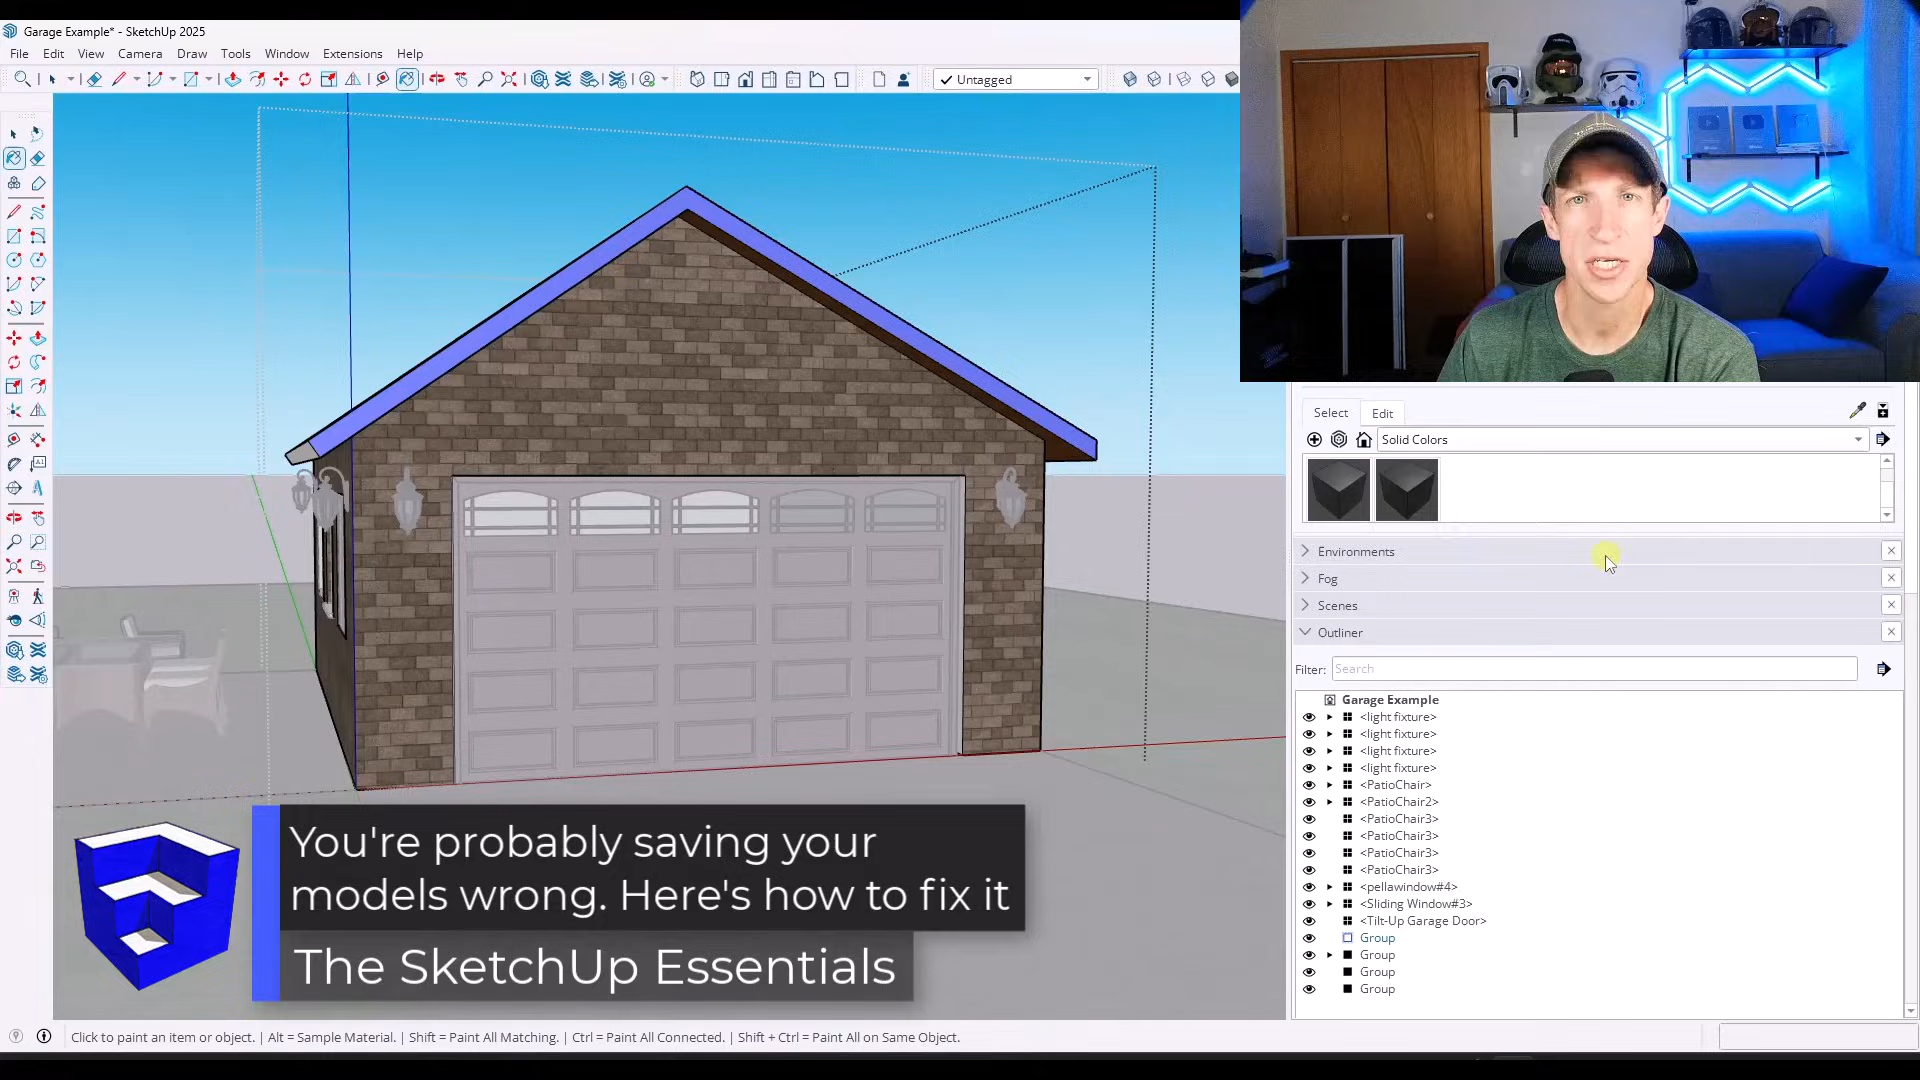 Garage Example* - SketchUp 2025
File Edit View Camera Draw Tools Window Extensions Help
Untagged
Select Edit
Solid Colors
Environments
Fog
Scenes
Outliner
Filter: Search
Garage Example
<light fixture>
<light fixture>
<light fixture>
<light fixture>
<PatioChair>
<PatioChair2>
<PatioChair3>
<PatioChair3>
<PatioChair3>
<PatioChair3>
<pellawindow#4>
<Sliding Window#3>
<Tilt-Up Garage Door>
Group
Group
Group
Group
You're probably saving your
models wrong. Here's how to fix it
The SketchUp Essentials
Click to paint an item or object. | Alt = Sample Material. | Shift = Paint All Matching. | Ctrl = Paint All Connected. | Shift + Ctrl = Paint All on Same Object.